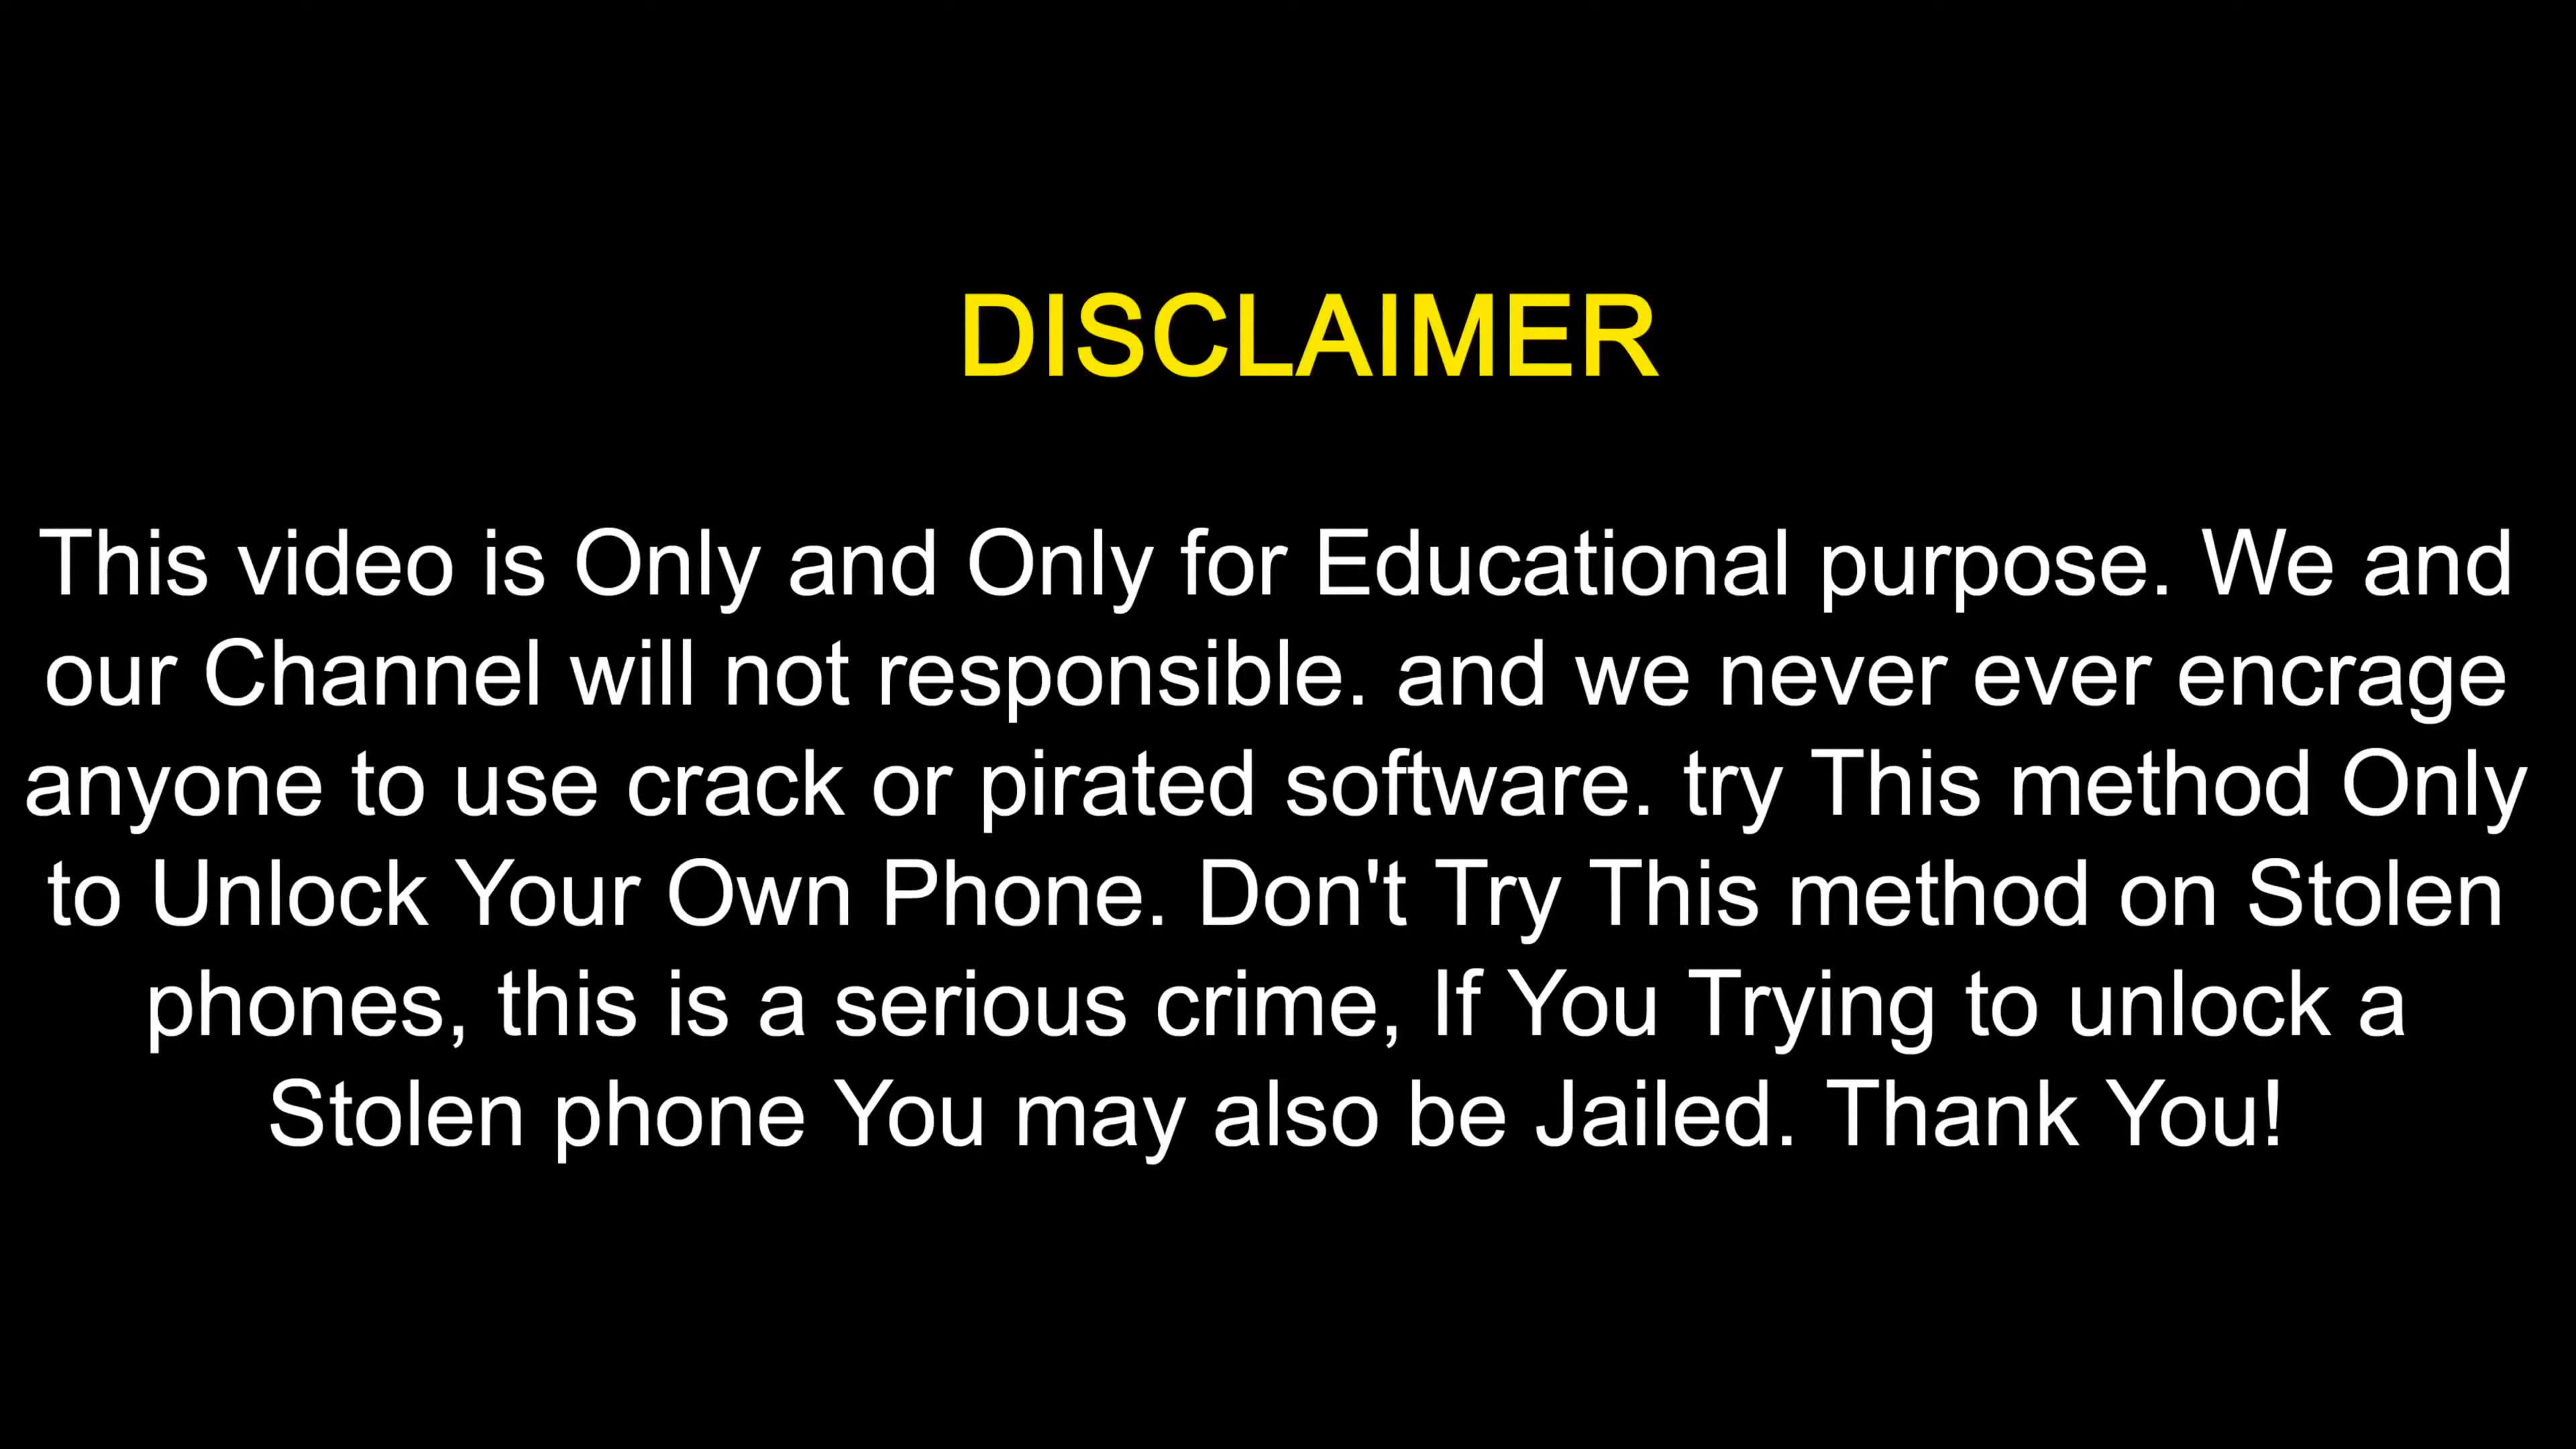 DISCLAIMER
This video is Only and Only for Educational purpose. We and
our Channel will not responsible. and we never ever encrage
anyone to use crack or pirated software. try This method Only
to Unlock Your Own Phone. Don't Try This method on Stolen
phones, this is a serious crime, If You Trying to unlock a
Stolen phone You may also be Jailed. Thank You!